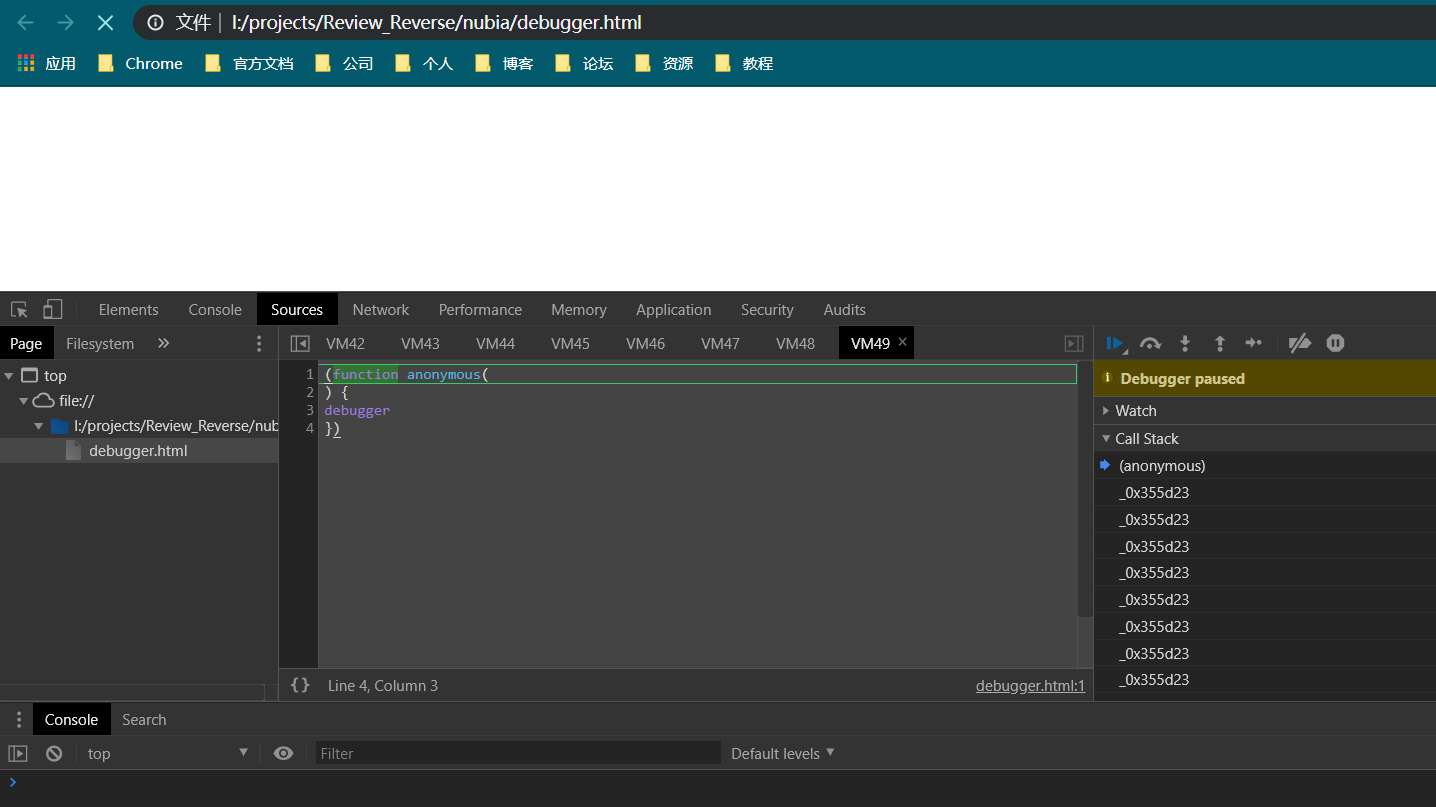 文件 | I:/projects/Review_Reverse/nubia/debugger.html
应用 Chrome 官方文档 公司 个人 博客 论坛 资源 教程
Elements Console Sources Network Performance Memory Application Security Audits
Page Filesystem » VM42 VM43 VM44 VM45 VM46 VM47 VM48 VM49 ×
top
file://
I:/projects/Review_Reverse/nub
debugger.html
1 (function anonymous(
2 ) {
3 debugger
4 })
{} Line 4, Column 3 debugger.html:1
Debugger paused
Watch
Call Stack
(anonymous)
_0x355d23
_0x355d23
_0x355d23
_0x355d23
_0x355d23
_0x355d23
_0x355d23
_0x355d23
Console Search
top Filter Default levels